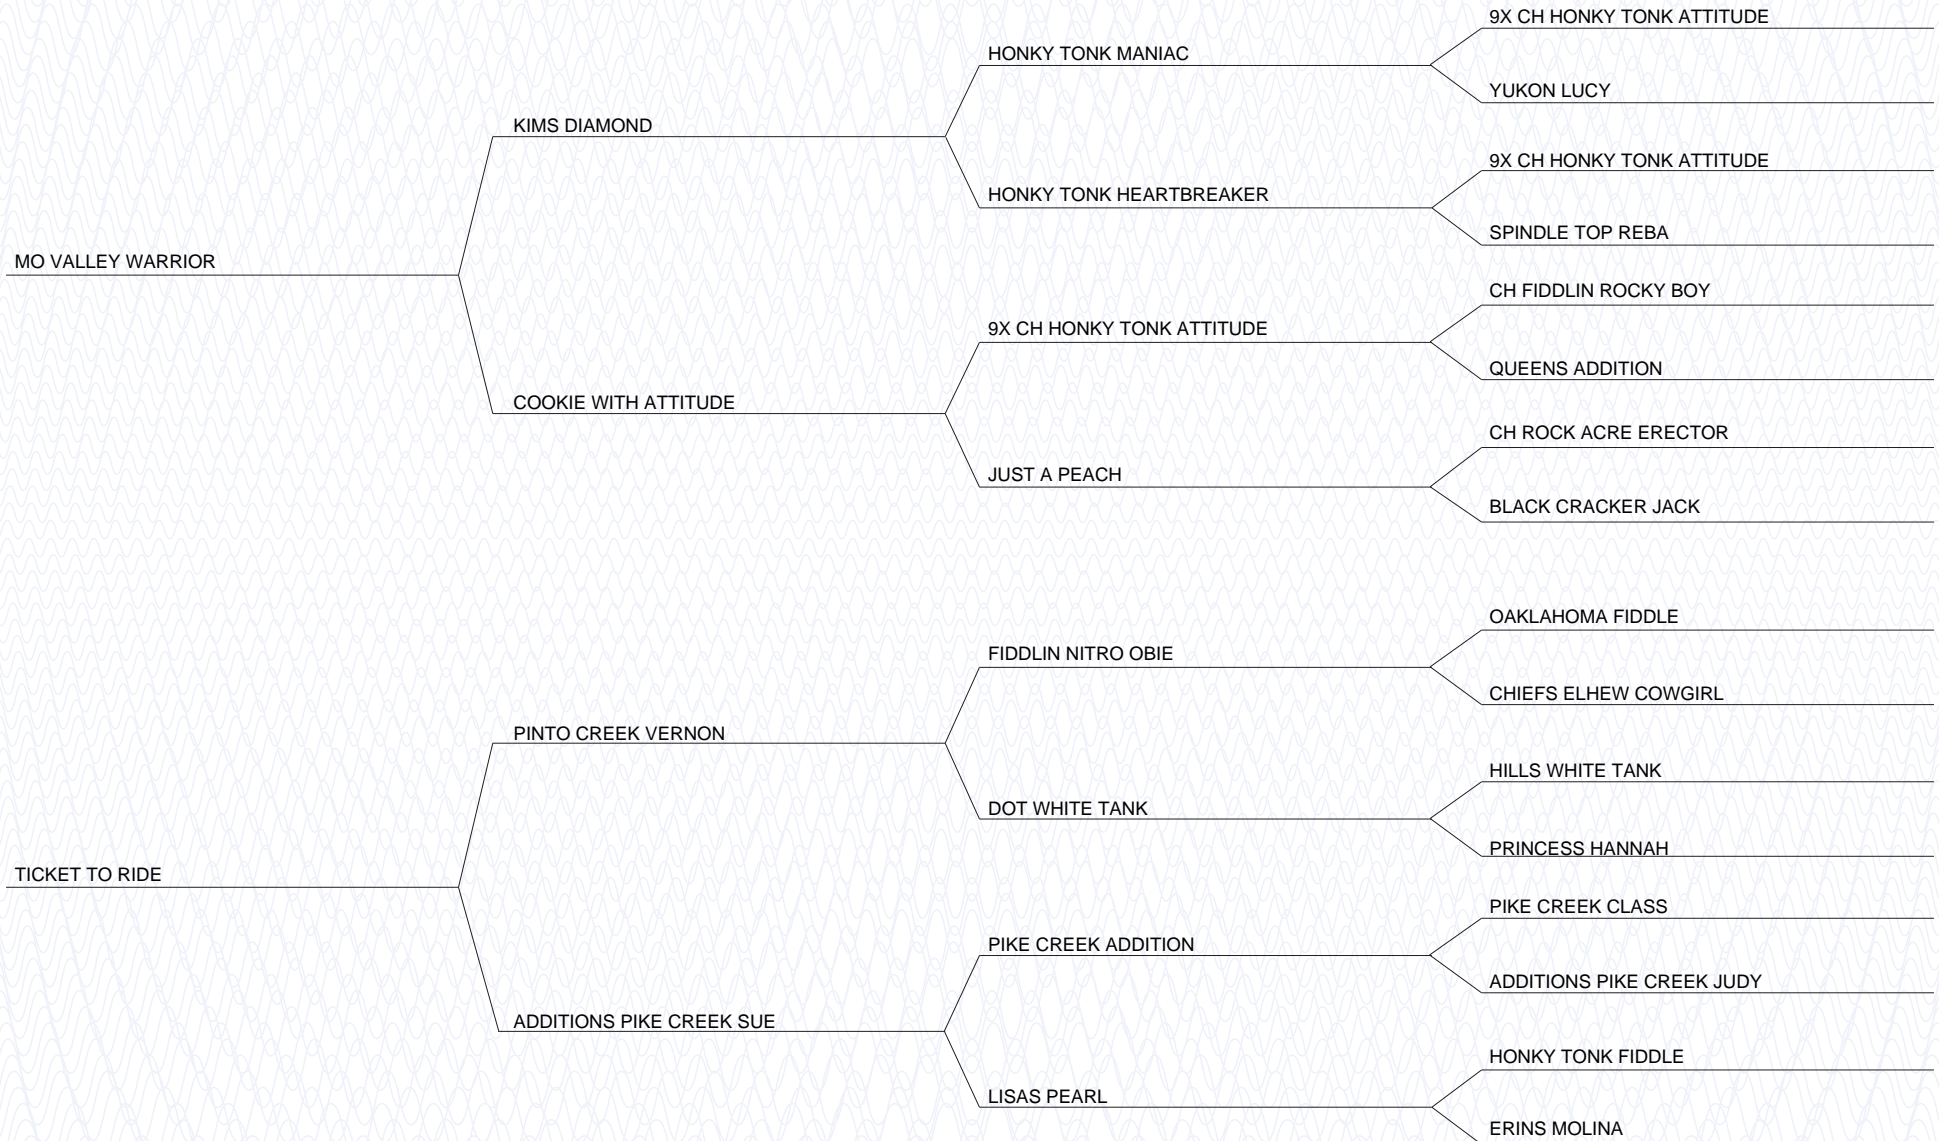 9X CH HONKY TONK ATTITUDE
HONKY TONK MANIAC
YUKON LUCY
KIMS DIAMOND
9X CH HONKY TONK ATTITUDE
HONKY TONK HEARTBREAKER
SPINDLE TOP REBA
MO VALLEY WARRIOR
CH FIDDLIN ROCKY BOY
9X CH HONKY TONK ATTITUDE
QUEENS ADDITION
COOKIE WITH ATTITUDE
CH ROCK ACRE ERECTOR
JUST A PEACH
BLACK CRACKER JACK
OAKLAHOMA FIDDLE
FIDDLIN NITRO OBIE
CHIEFS ELHEW COWGIRL
PINTO CREEK VERNON
HILLS WHITE TANK
DOT WHITE TANK
PRINCESS HANNAH
TICKET TO RIDE
PIKE CREEK CLASS
PIKE CREEK ADDITION
ADDITIONS PIKE CREEK JUDY
ADDITIONS PIKE CREEK SUE
HONKY TONK FIDDLE
LISAS PEARL
ERINS MOLINA